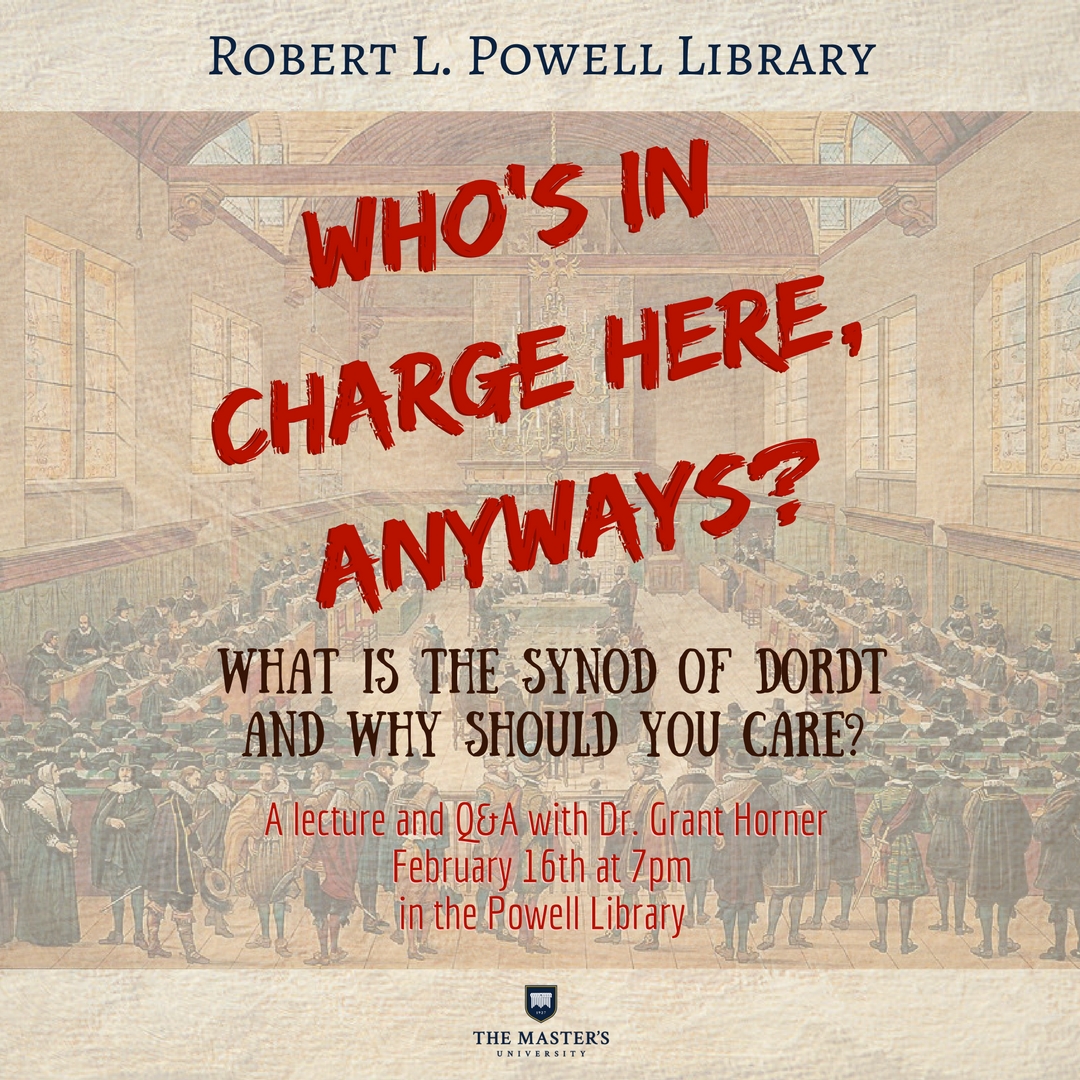 Robert L. Powell Library
WHO'S IN
CHARGE HERE,
ANYWAYS?
WHAT IS THE SYNOD OF DORDT
AND WHY SHOULD YOU CARE?
A lecture and Q&A with Dr. Grant Horner
February 16th at 7pm
in the Powell Library
1927
THE MASTER'S
UNIVERSITY